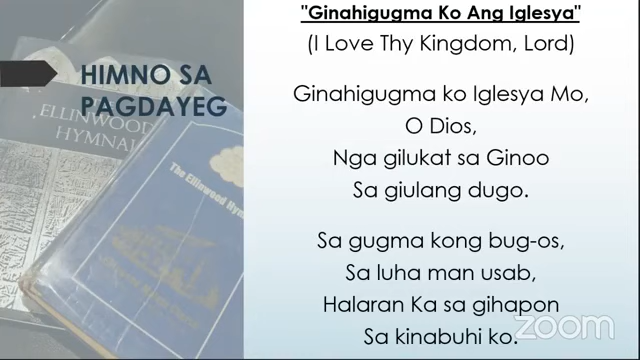 HIMNO SA
PAGDAYEG
ELLINWOOD
HYMNAL
The Ellinwood
"Ginahigugma Ko Ang Iglesya"
(I Love Thy Kingdom, Lord)
Ginahigugma ko Iglesya Mo,
O Dios,
Nga gilukat sa Ginoo
Sa giulang dugo.
Sa gugma kong bug-os,
Sa luha man usab,
Halaran Ka sa gihapon
Sa kinabuhi ko.
zoom